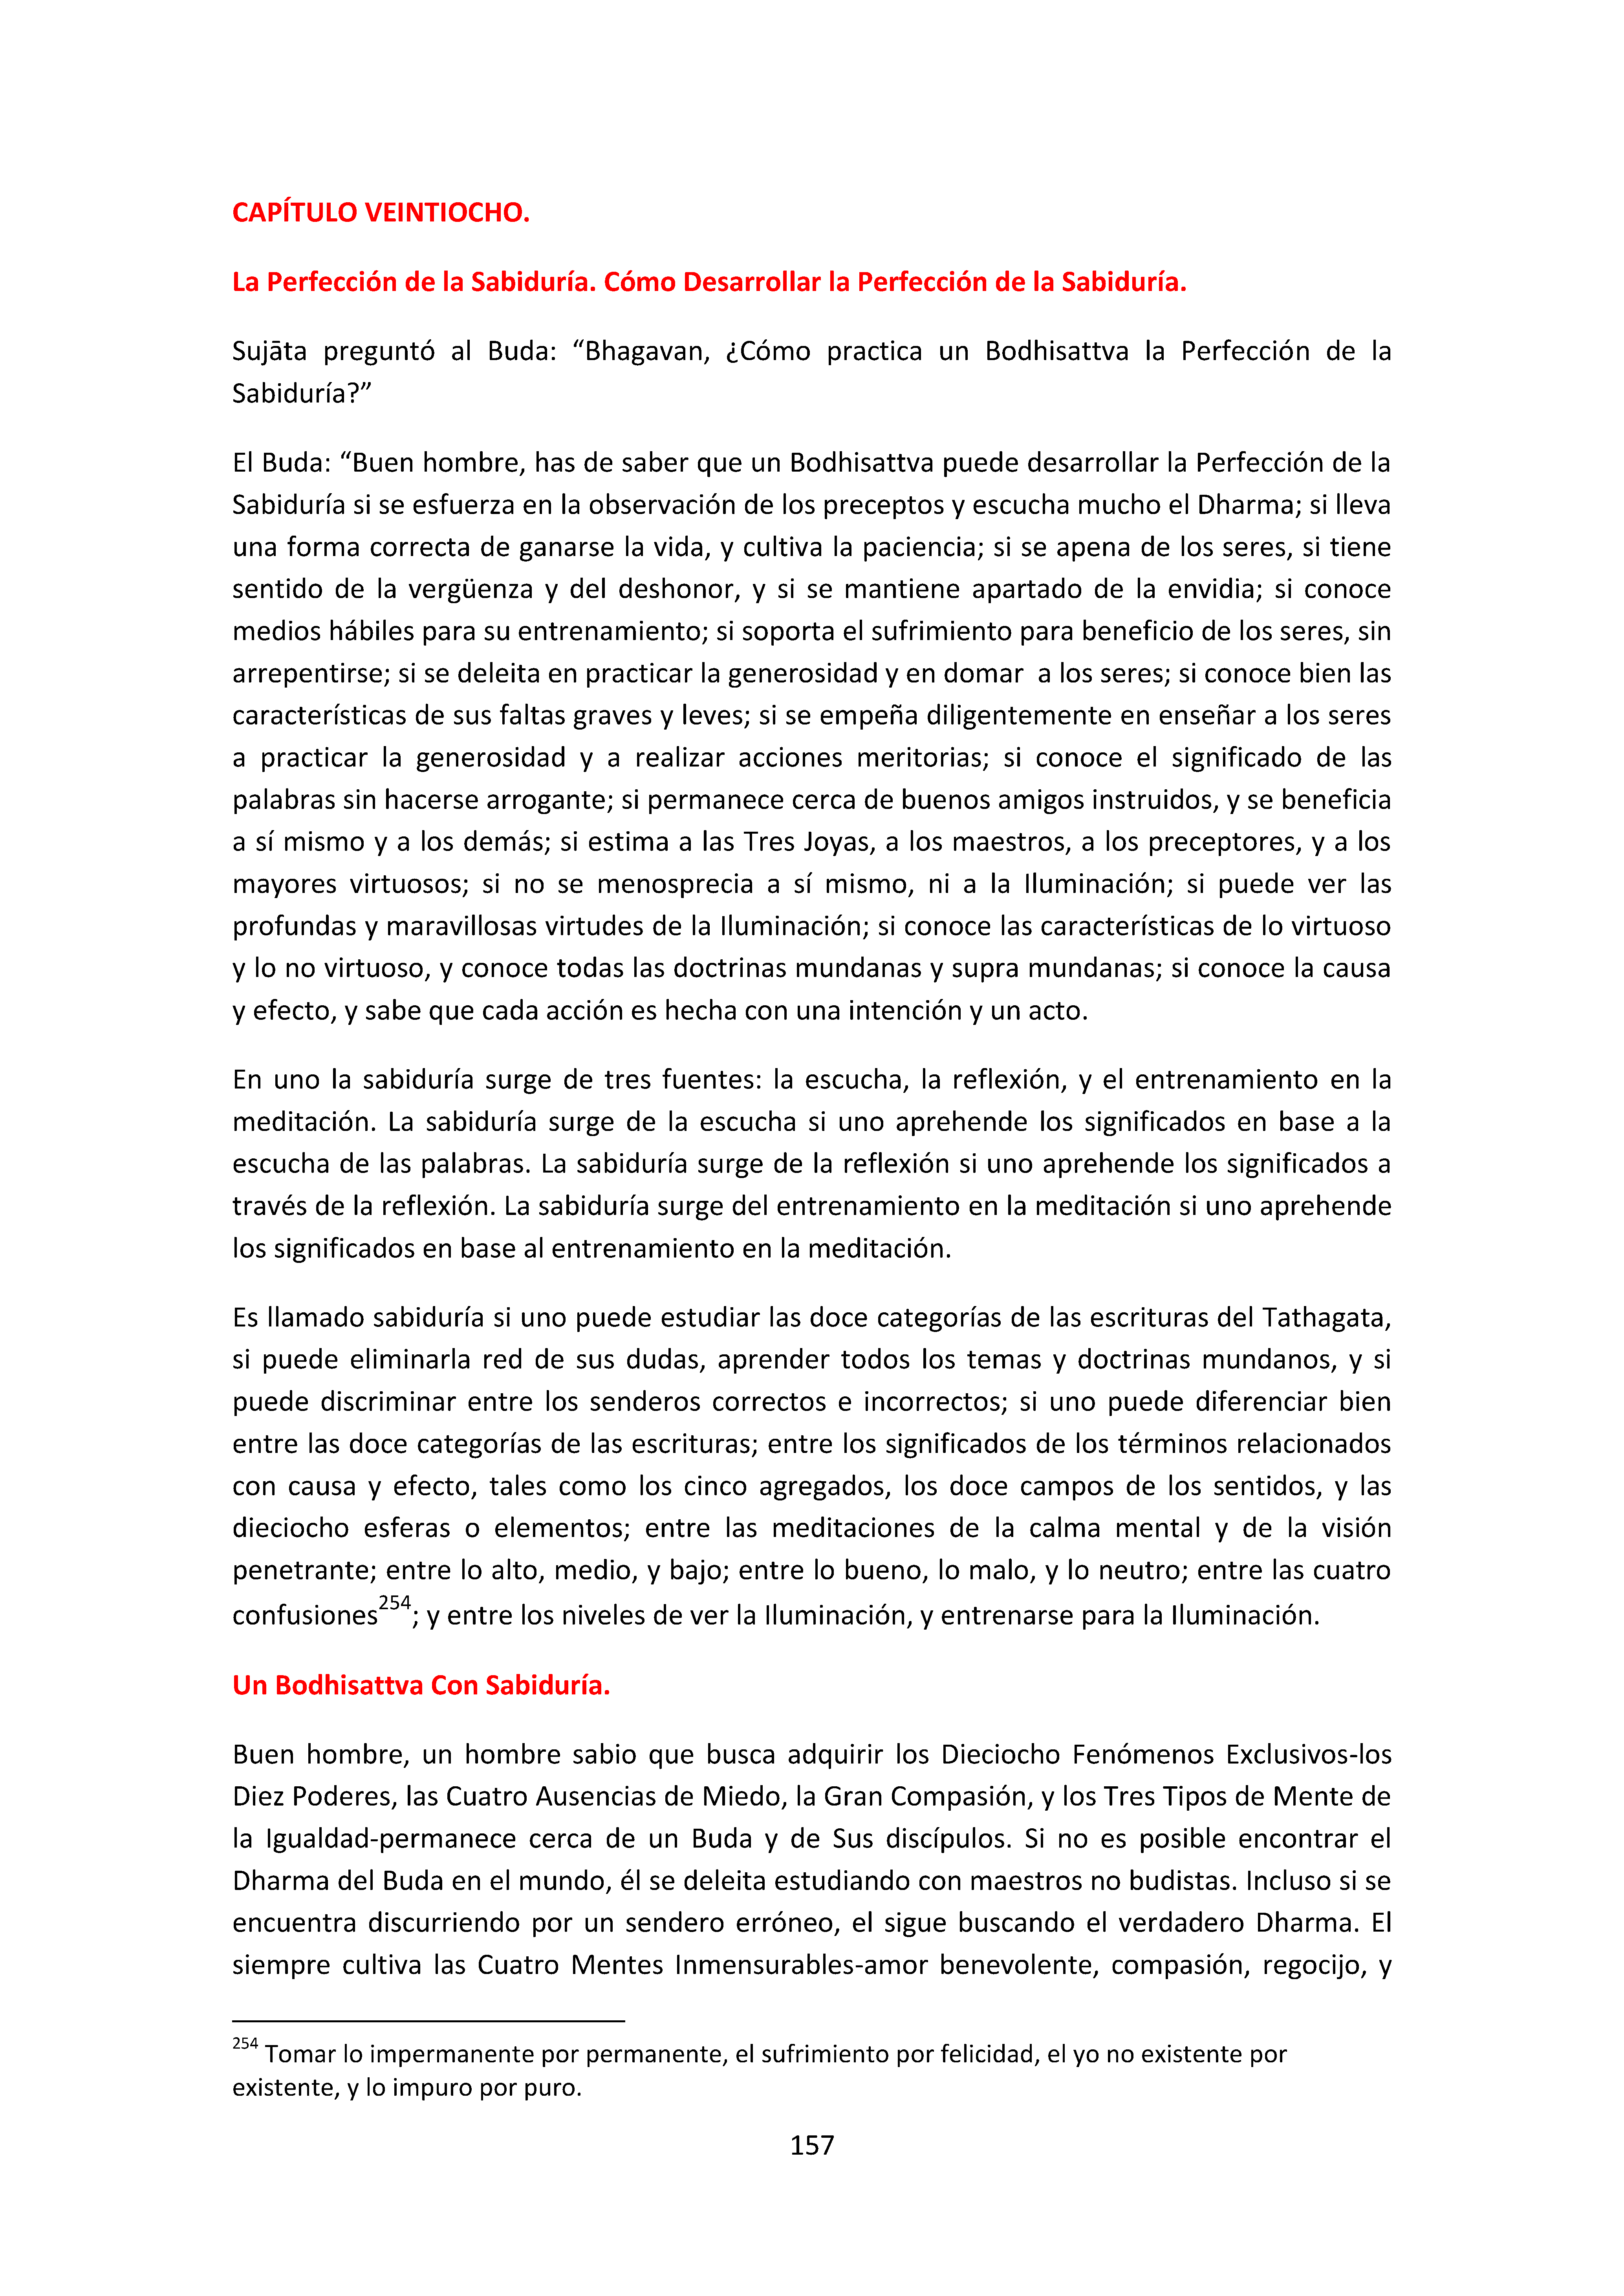 CAPÍTULO VEINTIOCHO.
La Perfección de la Sabiduría. Cómo Desarrollar la Perfección de la Sabiduría.
Sujāta preguntó al Buda: “Bhagavan, ¿Cómo practica un Bodhisattva la Perfección de la
Sabiduría?”
El Buda: “Buen hombre, has de saber que un Bodhisattva puede desarrollar la Perfección de la
Sabiduría si se esfuerza en la observación de los preceptos y escucha mucho el Dharma; si lleva
una forma correcta de ganarse la vida, y cultiva la paciencia; si se apena de los seres, si tiene
sentido de la vergüenza y del deshonor, y si se mantiene apartado de la envidia; si conoce
medios hábiles para su entrenamiento; si soporta el sufrimiento para beneficio de los seres, sin
arrepentirse; si se deleita en practicar la generosidad y en domar  a los seres; si conoce bien las
características de sus faltas graves y leves; si se empeña diligentemente en enseñar a los seres
a practicar la generosidad y a realizar acciones meritorias; si conoce el significado de las
palabras sin hacerse arrogante; si permanece cerca de buenos amigos instruidos, y se beneficia
a sí mismo y a los demás; si estima a las Tres Joyas, a los maestros, a los preceptores, y a los
mayores virtuosos; si no se menosprecia a sí mismo, ni a la Iluminación; si puede ver las
profundas y maravillosas virtudes de la Iluminación; si conoce las características de lo virtuoso
y lo no virtuoso, y conoce todas las doctrinas mundanas y supra mundanas; si conoce la causa
y efecto, y sabe que cada acción es hecha con una intención y un acto.
En uno la sabiduría surge de tres fuentes: la escucha, la reflexión, y el entrenamiento en la
meditación. La sabiduría surge de la escucha si uno aprehende los significados en base a la
escucha de las palabras. La sabiduría surge de la reflexión si uno aprehende los significados a
través de la reflexión. La sabiduría surge del entrenamiento en la meditación si uno aprehende
los significados en base al entrenamiento en la meditación.
Es llamado sabiduría si uno puede estudiar las doce categorías de las escrituras del Tathagata,
si puede eliminarla red de sus dudas, aprender todos los temas y doctrinas mundanos, y si
puede discriminar entre los senderos correctos e incorrectos; si uno puede diferenciar bien
entre las doce categorías de las escrituras; entre los significados de los términos relacionados
con causa y efecto, tales como los cinco agregados, los doce campos de los sentidos, y las
dieciocho esferas o elementos; entre las meditaciones de la calma mental y de la visión
penetrante; entre lo alto, medio, y bajo; entre lo bueno, lo malo, y lo neutro; entre las cuatro
confusiones254; y entre los niveles de ver la Iluminación, y entrenarse para la Iluminación.
Un Bodhisattva Con Sabiduría.
Buen hombre, un hombre sabio que busca adquirir los Dieciocho Fenómenos Exclusivos-los
Diez Poderes, las Cuatro Ausencias de Miedo, la Gran Compasión, y los Tres Tipos de Mente de
la Igualdad-permanece cerca de un Buda y de Sus discípulos. Si no es posible encontrar el
Dharma del Buda en el mundo, él se deleita estudiando con maestros no budistas. Incluso si se
encuentra discurriendo por un sendero erróneo, el sigue buscando el verdadero Dharma. El
siempre cultiva las Cuatro Mentes Inmensurables-amor benevolente, compasión, regocijo, y
254 Tomar lo impermanente por permanente, el sufrimiento por felicidad, el yo no existente por
existente, y lo impuro por puro.
157